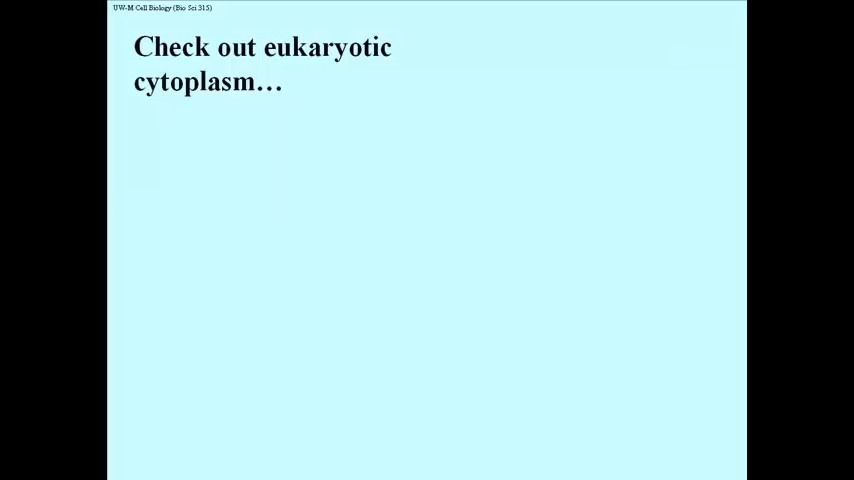 UW-M Cell Biology (Bio Sci 315)
Check out eukaryotic
cytoplasm…